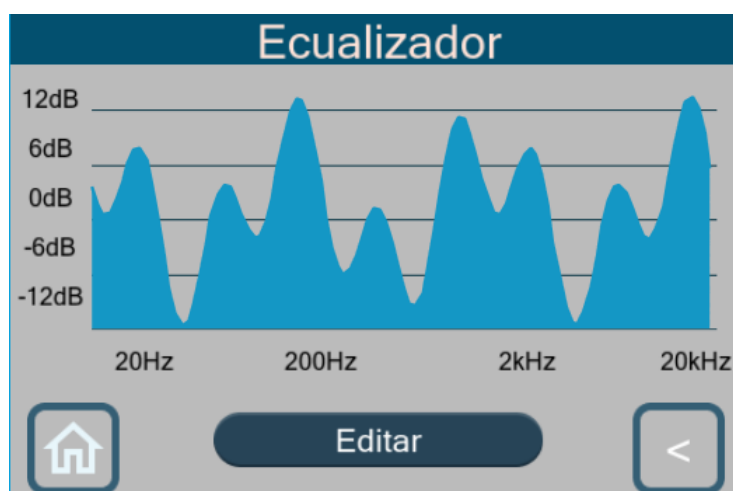 Ecualizador
12dB
6dB
0dB
-6dB
-12dB
20Hz 200Hz 2kHz 20kHz
Editar <